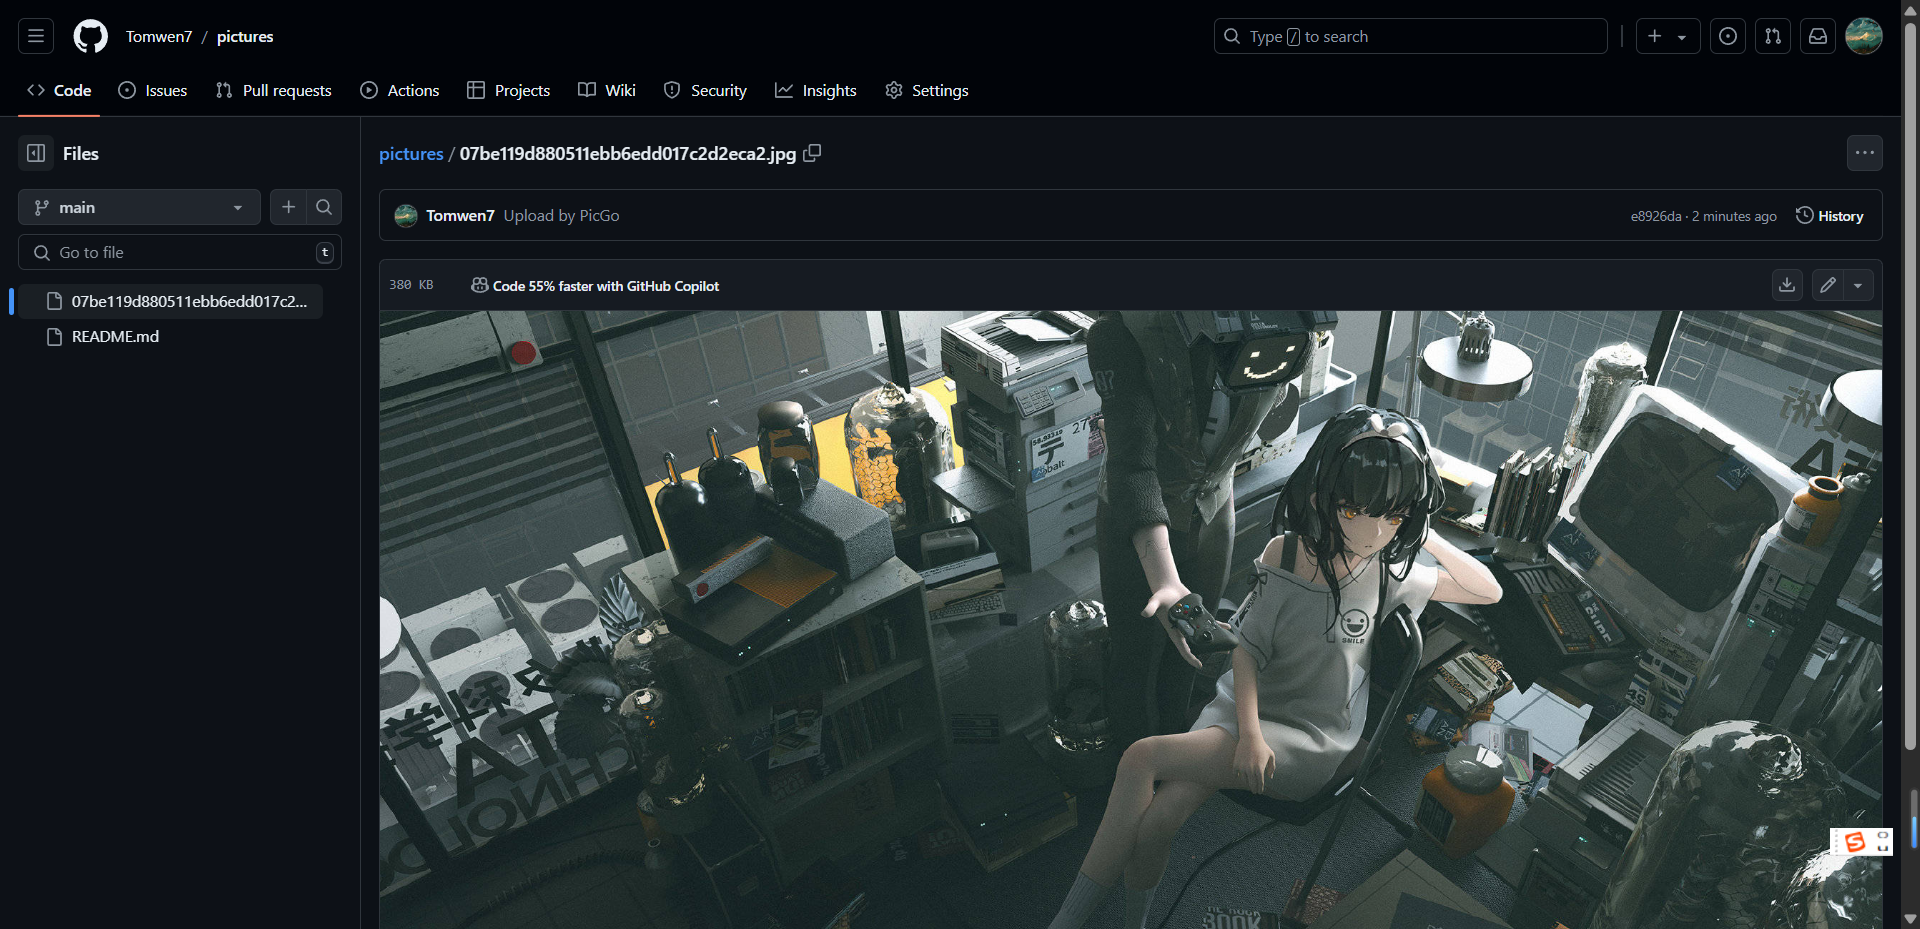 Tomwen7 / pictures
Type / to search
Code
Issues
Pull requests
Actions
Projects
Wiki
Security
Insights
Settings
Files
main
Go to file
t
07be119d880511ebb6edd017c2...
README.md
pictures / 07be119d880511ebb6edd017c2d2eca2.jpg
Tomwen7 Upload by PicGo
e8926da · 2 minutes ago
History
380 KB
Code 55% faster with GitHub Copilot
SMILE
BOOK